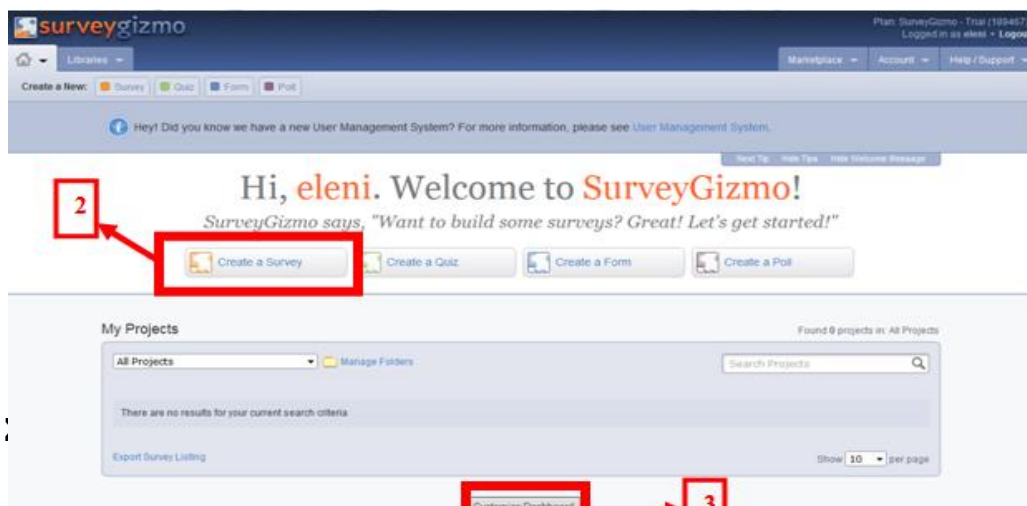 surveygizmo
Plan: SurveyGizmo - Trial (189467)
Logged in as eleni • Logout
Libraries
Marketplace Account Help / Support
Create a New: Survey Quiz Form Poll
Hey! Did you know we have a new User Management System? For more information, please see User Management System.
Next Tip Hide Tips Hide Welcome Message
Hi, eleni. Welcome to SurveyGizmo!
2
SurveyGizmo says, "Want to build some surveys? Great! Let's get started!"
Create a Survey Create a Quiz Create a Form Create a Poll
My Projects
Found 0 projects in: All Projects
All Projects Manage Folders Search Projects
There are no results for your current search criteria
Export Survey Listing
Show 10 per page
Customize Dashboard
3